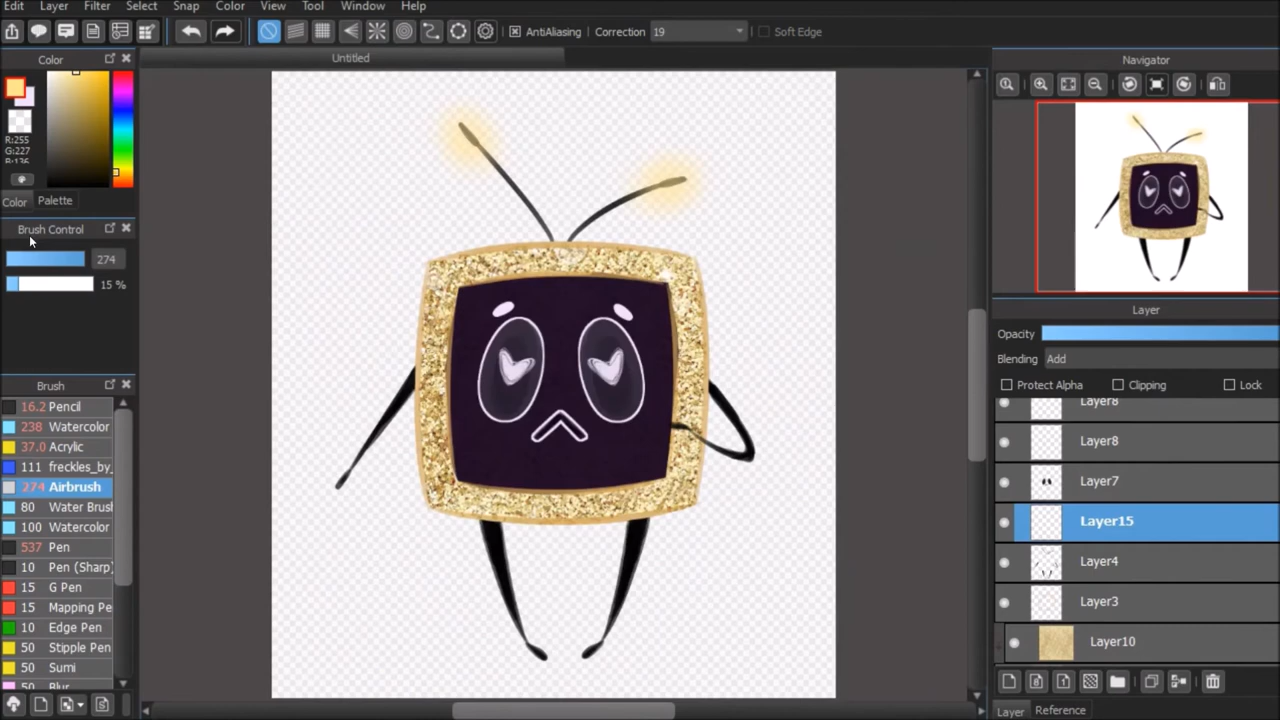 Edit Layer Filter Select Snap Color View Tool Window Help
AntiAliasing Correction 19 Soft Edge
Color
Untitled
Navigator
R:255
G:227
B:136
Color Palette
Brush Control
274
15 %
Layer
Opacity
Blending Add
Protect Alpha Clipping Lock
Brush
16.2 Pencil
238 Watercolor
37.0 Acrylic
111 freckles_by_
274 Airbrush
80 Water Brush
100 Watercolor
537 Pen
10 Pen (Sharp)
15 G Pen
15 Mapping Pe
10 Edge Pen
50 Stipple Pen
50 Sumi
50 Blur
Layer8
Layer8
Layer7
Layer15
Layer4
Layer3
Layer10
Layer Reference